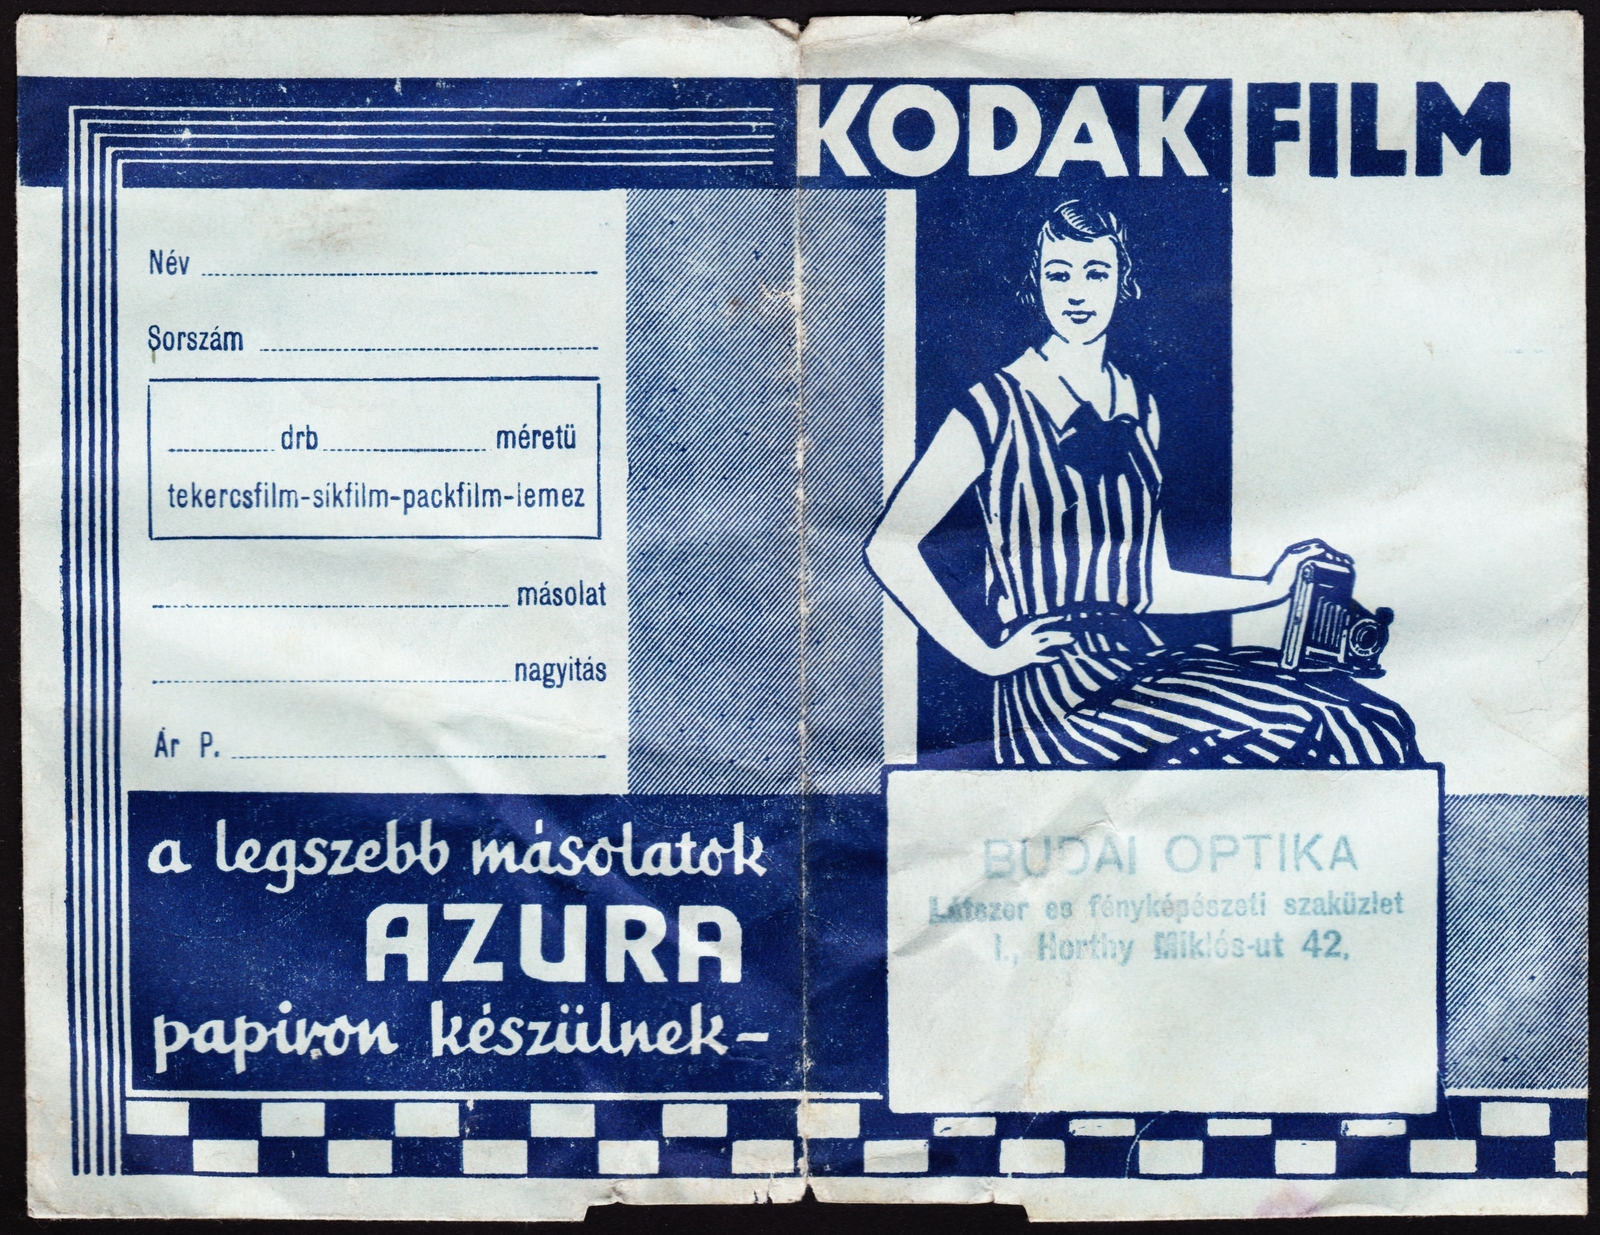 KODAK FILM
Név
Sorszám
drb méretü
tekercsfilm-síkfilm-packfilm-lemez
másolat
nagyitás
Ár P.
a legszebb másolatok
AZURA
papiron készülnek-
BUDAI OPTIKA
Látszer es fényképészeti szaküzlet
I., Horthy Miklós-ut 42,